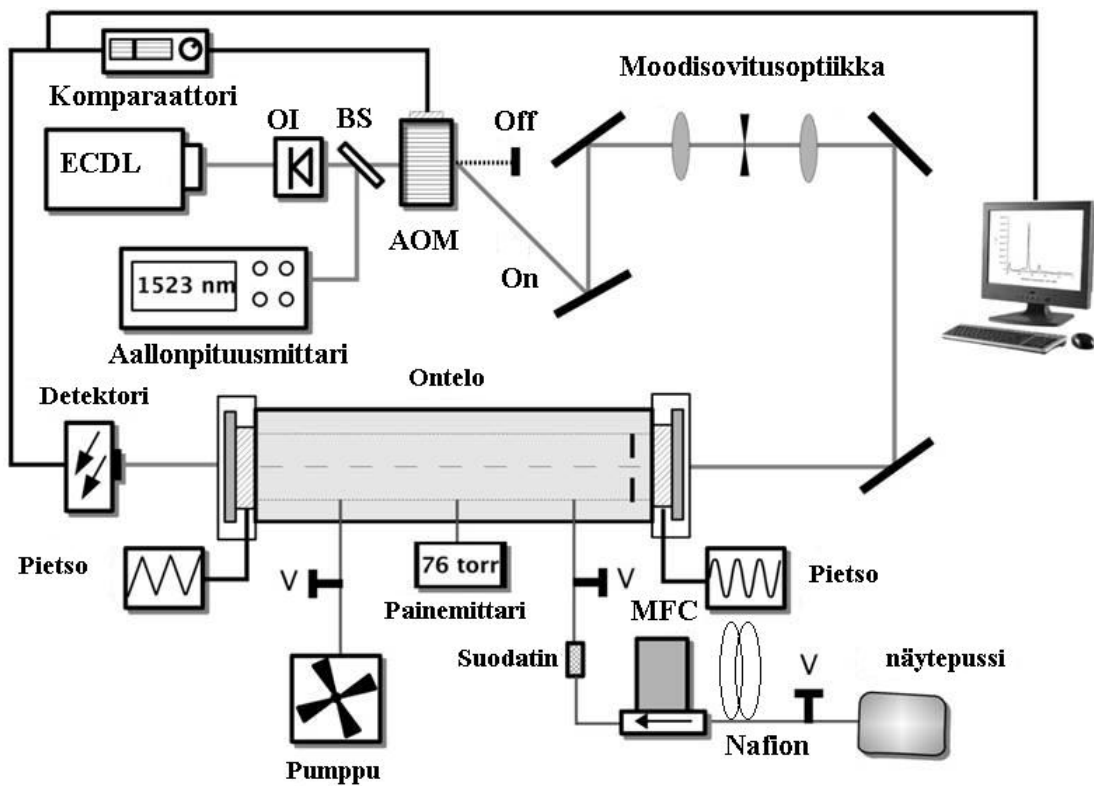 Komparaattori
Moodisovitusoptiikka
OI
BS
Off
ECDL
AOM
On
1523 nm
Aallonpituusmittari
Ontelo
Detektori
Pietso
V
76 torr
V
Pietso
Painemittari
MFC
Suodatin
V
näytepussi
Nafion
Pumppu